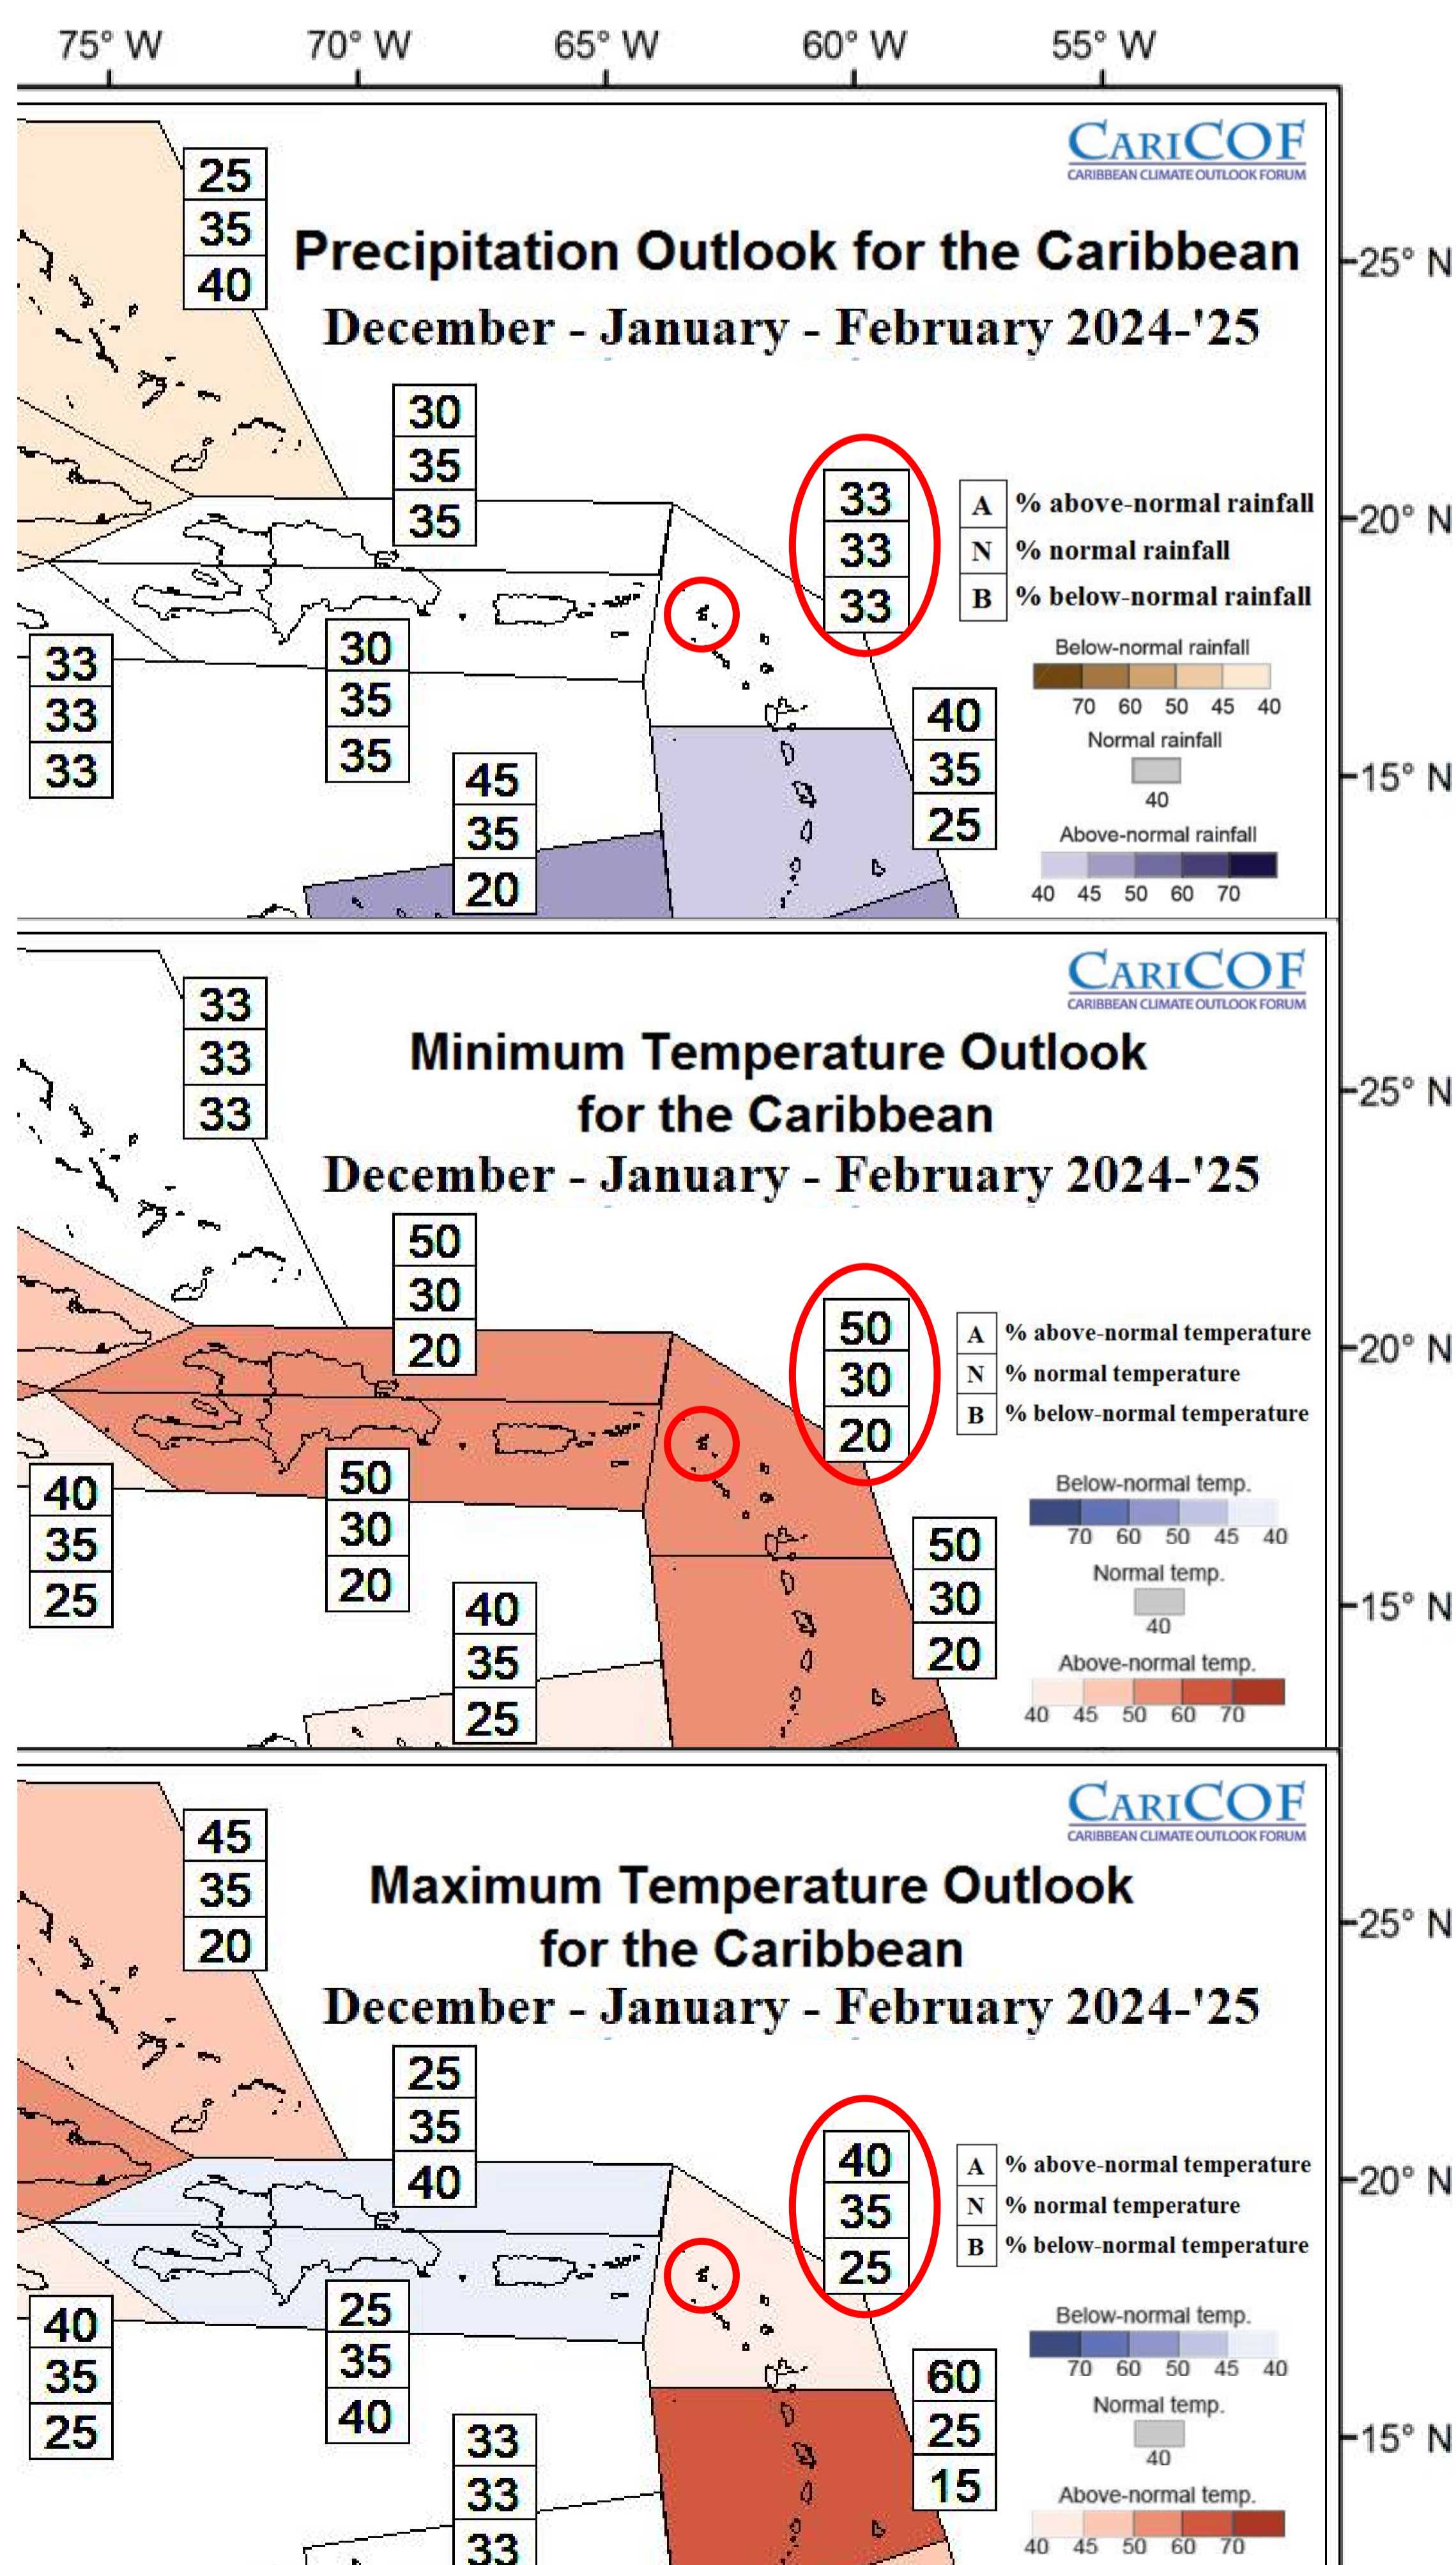 75° W 70° W 65° W 60° W 55° W
CARICOF
CARIBBEAN CLIMATE OUTLOOK FORUM
Precipitation Outlook for the Caribbean
December - January - February 2024-'25
25
35
40
30
35
35
33
33
33
A % above-normal rainfall
N % normal rainfall
B % below-normal rainfall
Below-normal rainfall
70 60 50 45 40
Normal rainfall
40
Above-normal rainfall
40 45 50 60 70
33
33
33
30
35
35
45
35
20
40
35
25
25° N
20° N
15° N
CARICOF
CARIBBEAN CLIMATE OUTLOOK FORUM
Minimum Temperature Outlook
for the Caribbean
December - January - February 2024-'25
33
33
33
50
30
20
50
30
20
A % above-normal temperature
N % normal temperature
B % below-normal temperature
Below-normal temp.
70 60 50 45 40
Normal temp.
40
Above-normal temp.
40 45 50 60 70
40
35
25
50
30
20
40
35
25
50
30
20
25° N
20° N
15° N
CARICOF
CARIBBEAN CLIMATE OUTLOOK FORUM
Maximum Temperature Outlook
for the Caribbean
December - January - February 2024-'25
45
35
20
25
35
40
40
35
25
A % above-normal temperature
N % normal temperature
B % below-normal temperature
Below-normal temp.
70 60 50 45 40
Normal temp.
40
Above-normal temp.
40 45 50 60 70
40
35
25
25
35
40
33
33
33
60
25
15
25° N
20° N
15° N